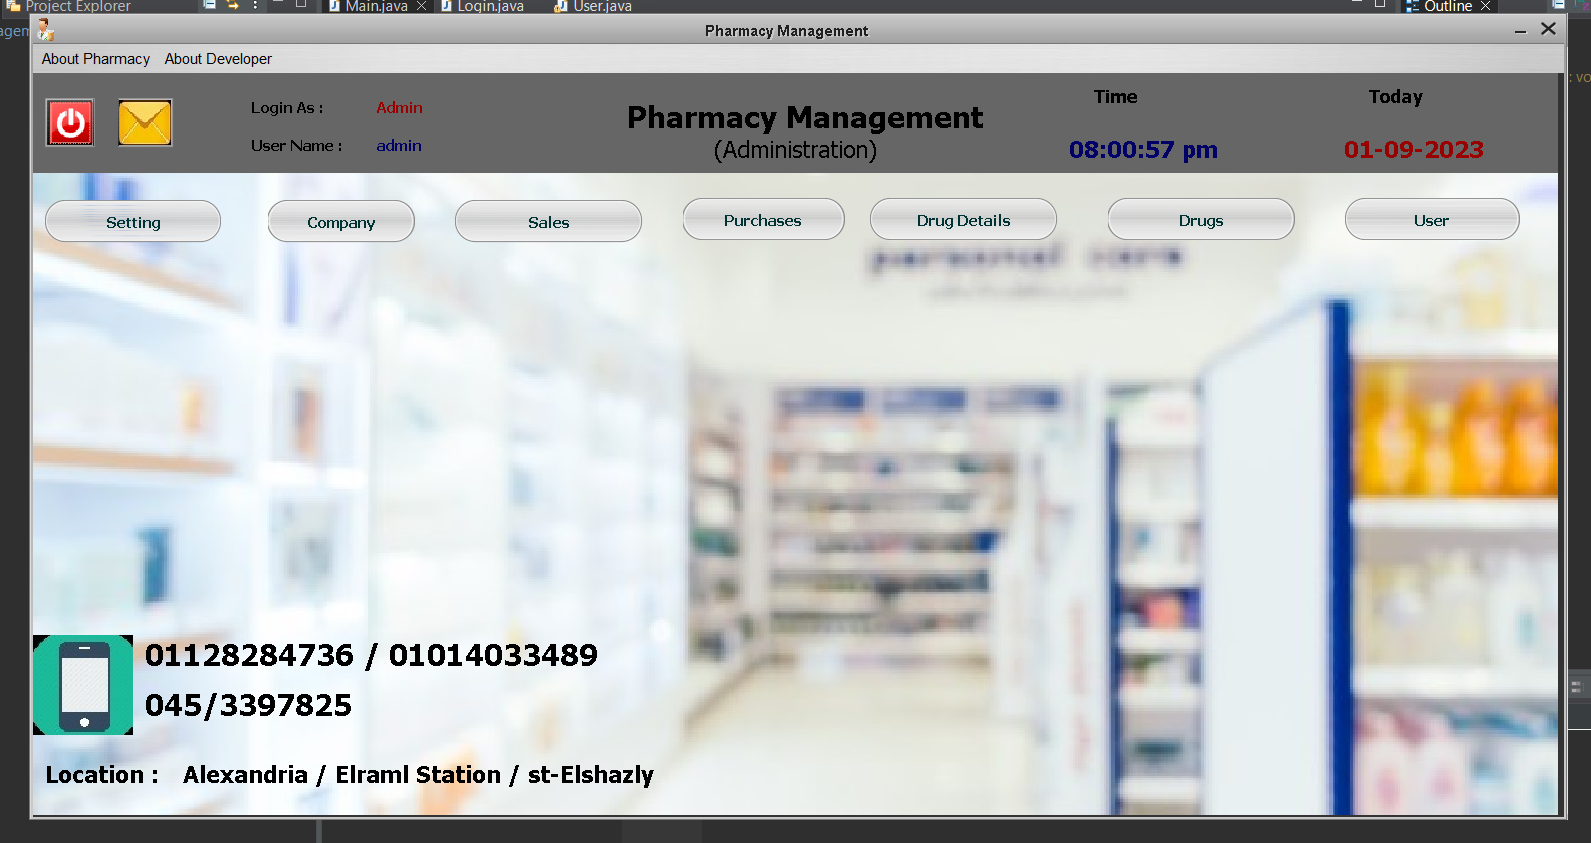 Project Explorer
Main.java
Login.java
User.java
Outline
Pharmacy Management
About Pharmacy
About Developer
Login As :
Admin
User Name :
admin
Pharmacy Management
(Administration)
Time
08:00:57 pm
Today
01-09-2023
Setting
Company
Sales
Purchases
Drug Details
Drugs
User
personal care
01128284736 / 01014033489
045/3397825
Location : Alexandria / Elraml Station / st-Elshazly